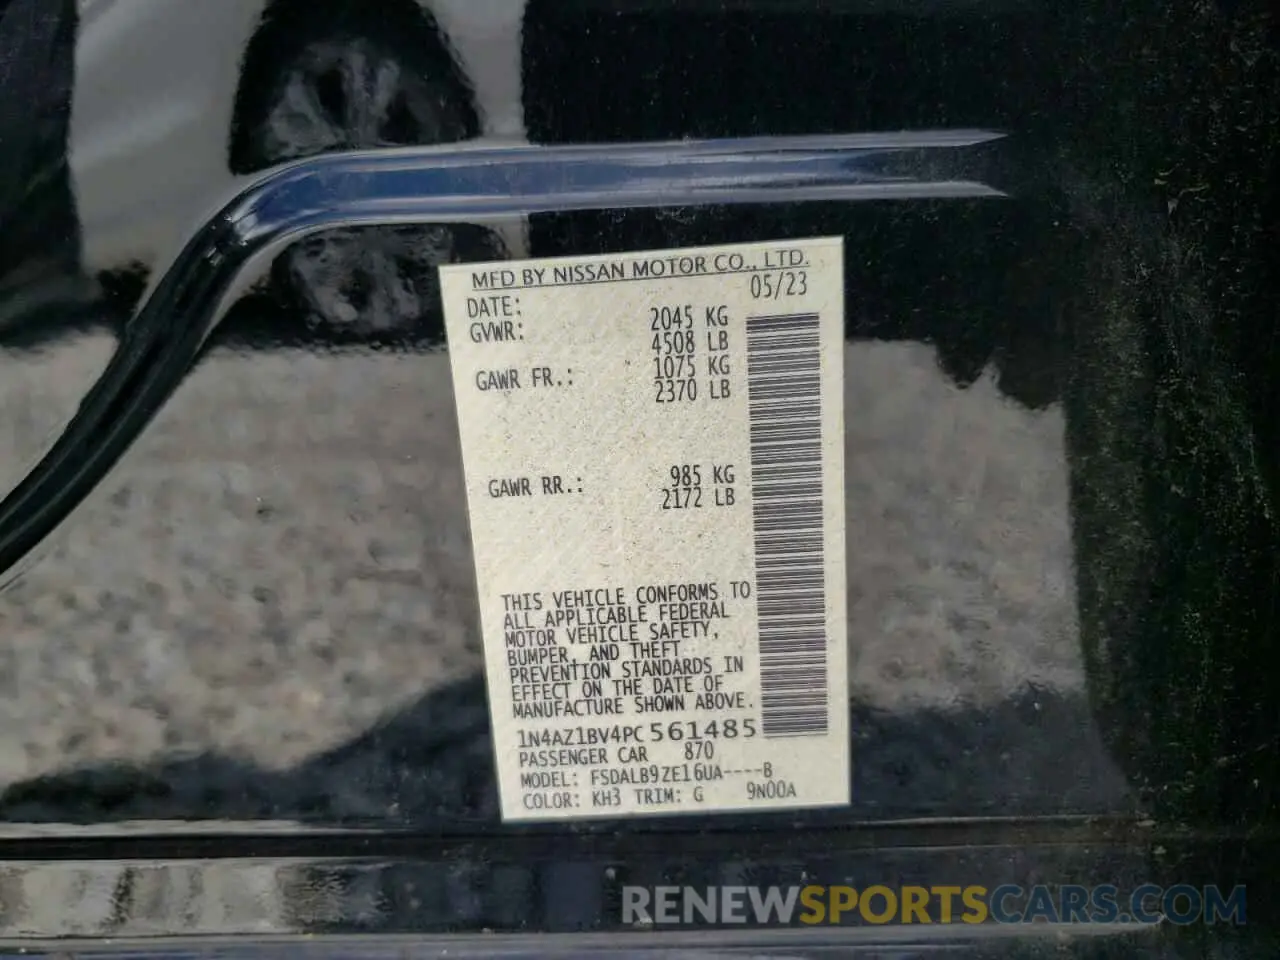 MFD BY NISSAN MOTOR CO., LTD.
DATE: 05/23
GVWR: 2045 KG
4508 LB
GAWR FR.: 1075 KG
2370 LB
GAWR RR.: 985 KG
2172 LB
THIS VEHICLE CONFORMS TO
ALL APPLICABLE FEDERAL
MOTOR VEHICLE SAFETY,
BUMPER, AND THEFT
PREVENTION STANDARDS IN
EFFECT ON THE DATE OF
MANUFACTURE SHOWN ABOVE.
1N4AZ1BV4PC561485
PASSENGER CAR 870
MODEL: FSDALB9ZE16UA----B
COLOR: KH3 TRIM: G 9N00A
RENEWSPORTSCARS.COM